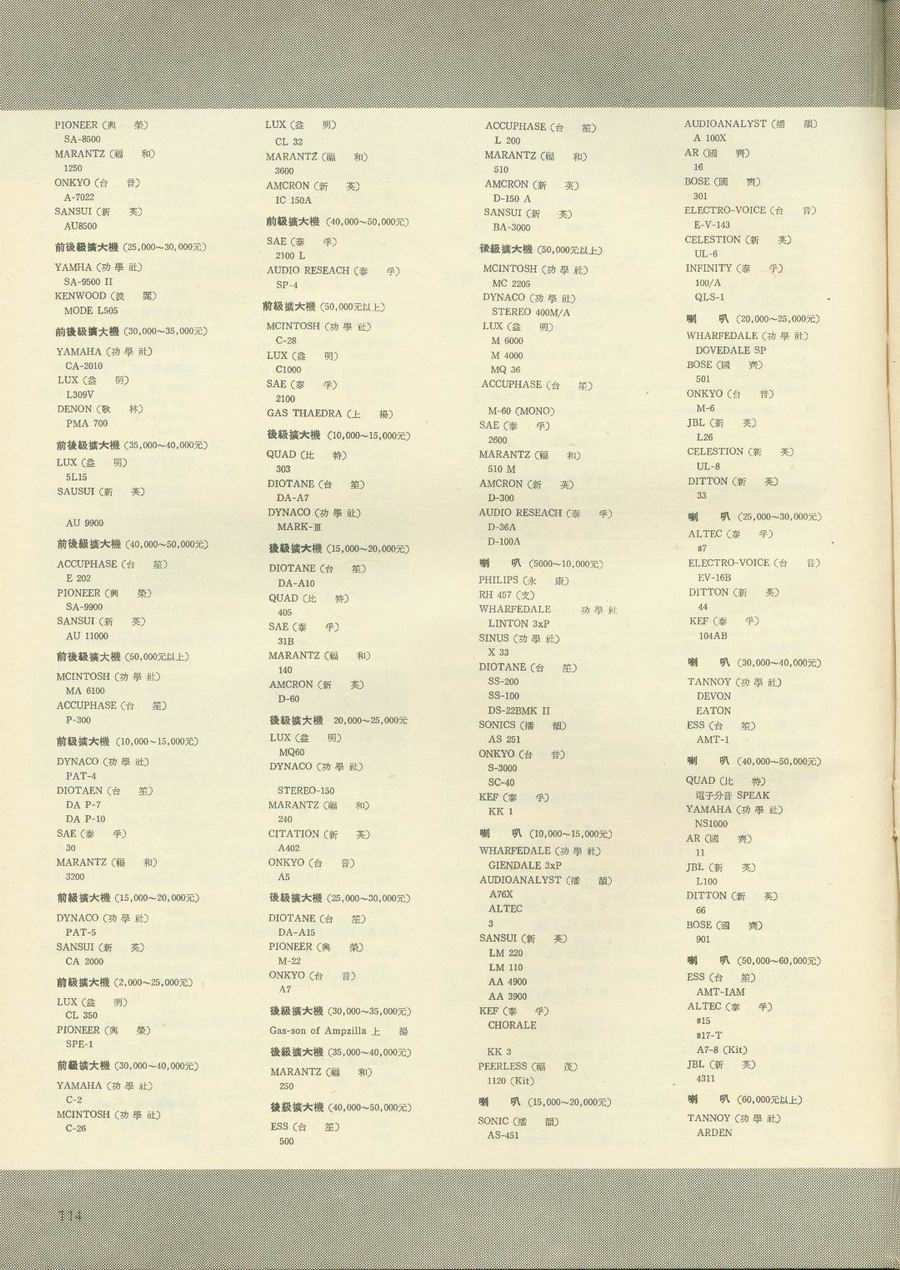 PIONEER（興　榮）
SA-8500
MARANTZ（福　和）
1250
ONKYO（台　音）
A-7022
SANSUI（新　英）
AU8500
前後級擴大機（25,000～30,000元）
YAMHA（功 學 社）
SA-9500 II
KENWOOD（波　麗）
MODE L505
前後級擴大機（30,000～35,000元）
YAMAHA（功 學 社）
CA-2010
LUX（益　明）
L309V
DENON（歌　林）
PMA 700
前後級擴大機（35,000～40,000元）
LUX（益　明）
5L15
SAUSUI（新　英）
AU 9900
前後級擴大機（40,000～50,000元）
ACCUPHASE（台　笙）
E 202
PIONEER（興　榮）
SA-9900
SANSUI（新　英）
AU 11000
前後級擴大機（50,000元以上）
MCINTOSH（功 學 社）
MA 6100
ACCUPHASE（台　笙）
P-300
前級擴大機（10,000～15,000元）
DYNACO（功 學 社）
PAT-4
DIOTAEN（台　笙）
DA P-7
DA P-10
SAE（泰　孚）
30
MARANTZ（福　和）
3200
前級擴大機（15,000～20,000元）
DYNACO（功 學 社）
PAT-5
SANSUI（新　英）
CA 2000
前級擴大機（2,000～25,000元）
LUX（益　明）
CL 350
PIONEER（興　榮）
SPE-1
前級擴大機（30,000～40,000元）
YAMAHA（功 學 社）
C-2
MCINTOSH（功 學 社）
C-26
LUX（益　明）
CL 32
MARANTZ（福　和）
3600
AMCRON（新　英）
IC 150A
前級擴大機（40,000～50,000元）
SAE（泰　孚）
2100 L
AUDIO RESEACH（泰　孚）
SP-4
前級擴大機（50,000元以上）
MCINTOSH（功 學 社）
C-28
LUX（益　明）
C1000
SAE（泰　孚）
2100
GAS THAEDRA（上　揚）
後級擴大機（10,000～15,000元）
QUAD（比　特）
303
DIOTANE（台　笙）
DA-A7
DYNACO（功 學 社）
MARK-Ⅲ
後級擴大機（15,000～20,000元）
DIOTANE（台　笙）
DA-A10
QUAD（比　特）
405
SAE（泰　孚）
31B
MARANTZ（福　和）
140
AMCRON（新　英）
D-60
後級擴大機　20,000～25,000元
LUX（益　明）
MQ60
DYNACO（功 學 社）
STEREO-150
MARANTZ（福　和）
240
CITATION（新　英）
A402
ONKYO（台　音）
A5
後級擴大機（25,000～30,000元）
DIOTANE（台　笙）
DA-A15
PIONEER（興　榮）
M-22
ONKYO（台　音）
A7
後級擴大機（30,000～35,000元）
Gas-son of Ampzilla 上　揚
後級擴大機（35,000～40,000元）
MARANTZ（福　和）
250
後級擴大機（40,000～50,000元）
ESS（台　笙）
500
ACCUPHASE（台　笙）
L 200
MARANTZ（福　和）
510
AMCRON（新　英）
D-150 A
SANSUI（新　英）
BA-3000
後級擴大機（50,000元以上）
MCINTOSH（功 學 社）
MC 2205
DYNACO（功 學 社）
STEREO 400M/A
LUX（益　明）
M 6000
M 4000
MQ 36
ACCUPHASE（台　笙）
M-60 (MONO)
SAE（泰　孚）
2600
MARANTZ（福　和）
510 M
AMCRON（新　英）
D-300
AUDIO RESEACH（泰　孚）
D-36A
D-100A
喇　叭（5000～10,000元）
PHILIPS（永　康）
RH 457（支）
WHARFEDALE　功 學 社
LINTON 3xP
SINUS（功 學 社）
X 33
DIOTANE（台　笙）
SS-200
SS-100
DS-22BMK II
SONICS（播　韻）
AS 251
ONKYO（台　音）
S-3000
SC-40
KEF（泰　孚）
KK 1
喇　叭（10,000～15,000元）
WHARFEDALE（功 學 社）
GIENDALE 3xP
AUDIOANALYST（播　韻）
A76X
ALTEC
3
SANSUI（新　英）
LM 220
LM 110
AA 4900
AA 3900
KEF（泰　孚）
CHORALE
KK 3
PEERLESS（福　茂）
1120（Kit）
喇　叭（15,000～20,000元）
SONIC（播　韻）
AS-451
AUDIOANALYST（播　韻）
A 100X
AR（國　齊）
16
BOSE（國　齊）
301
ELECTRO-VOICE（台　音）
E-V-143
CELESTION（新　英）
UL-6
INFINITY（泰　孚）
100/A
QLS-1
喇　叭（20,000～25,000元）
WHARFEDALE（功 學 社）
DOVEDALE SP
BOSE（國　齊）
501
ONKYO（台　音）
M-6
JBL（新　英）
L26
CELESTION（新　英）
UL-8
DITTON（新　英）
33
喇　叭（25,000～30,000元）
ALTEC（泰　孚）
#7
ELECTRO-VOICE（台　音）
EV-16B
DITTON（新　英）
44
KEF（泰　孚）
104AB
喇　叭（30,000～40,000元）
TANNOY（功 學 社）
DEVON
EATON
ESS（台　笙）
AMT-1
喇　叭（40,000～50,000元）
QUAD（比　特）
電子分音 SPEAK
YAMAHA（功 學 社）
NS1000
AR（國　齊）
11
JBL（新　英）
L100
DITTON（新　英）
66
BOSE（國　齊）
901
喇　叭（50,000～60,000元）
ESS（台　笙）
AMT-IAM
ALTEC（泰　孚）
#15
#17-T
A7-8（Kit）
JBL（新　英）
4311
喇　叭（60,000元以上）
TANNOY（功 學 社）
ARDEN
114